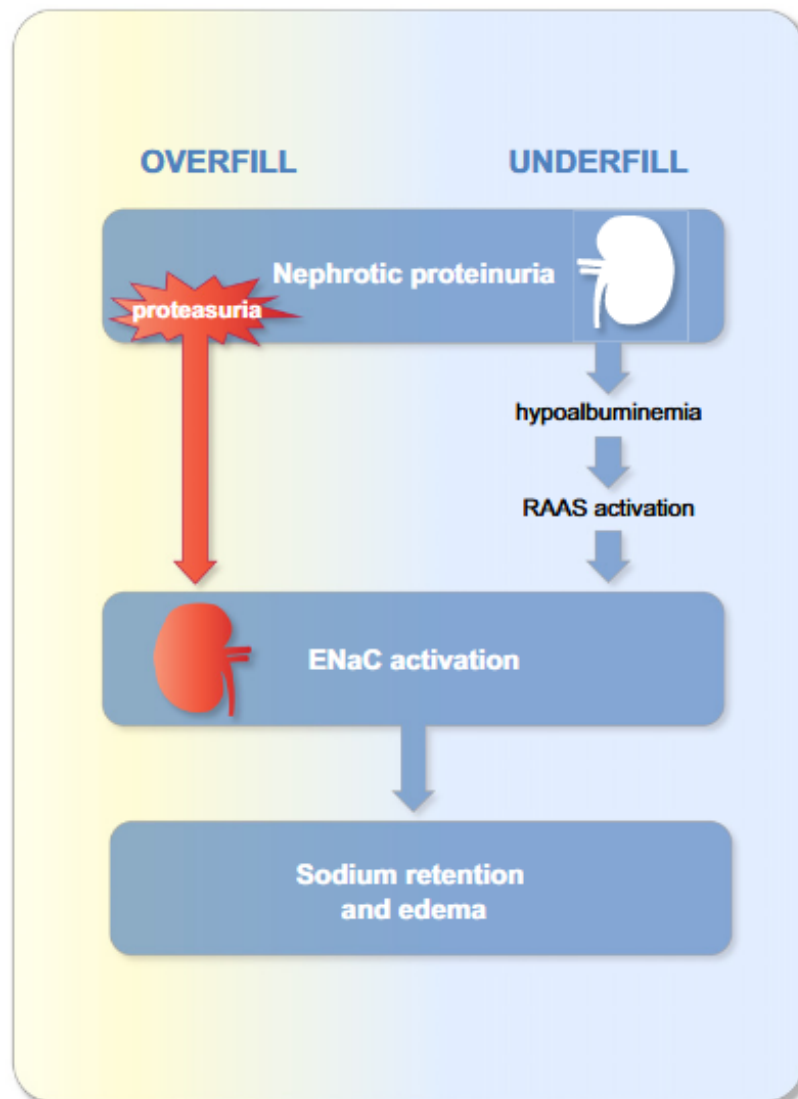 OVERFILL
UNDERFILL
Nephrotic proteinuria
proteasuria
hypoalbuminemia
RAAS activation
ENaC activation
Sodium retention
and edema